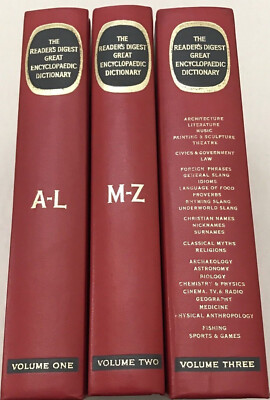 THE
READER'S DIGEST
GREAT
ENCYCLOPAEDIC
DICTIONARY
A-L
VOLUME ONE
THE
READER'S DIGEST
GREAT
ENCYCLOPAEDIC
DICTIONARY
M-Z
VOLUME TWO
THE
READER'S DIGEST
GREAT
ENCYCLOPAEDIC
DICTIONARY
ARCHITECTURE
LITERATURE
MUSIC
PAINTING & SCULPTURE
THEATRE
CIVICS & GOVERNMENT
LAW
FOREIGN PHRASES
GENERAL SLANG
IDIOMS
LANGUAGE OF FOOD
PROVERBS
RHYMING SLANG
UNDERWORLD SLANG
CHRISTIAN NAMES
NICKNAMES
SURNAMES
CLASSICAL MYTHS
RELIGIONS
ARCHAEOLOGY
ASTRONOMY
BIOLOGY
CHEMISTRY & PHYSICS
CINEMA, TV, & RADIO
GEOGRAPHY
MEDICINE
PHYSICAL ANTHROPOLOGY
FISHING
SPORTS & GAMES
VOLUME THREE